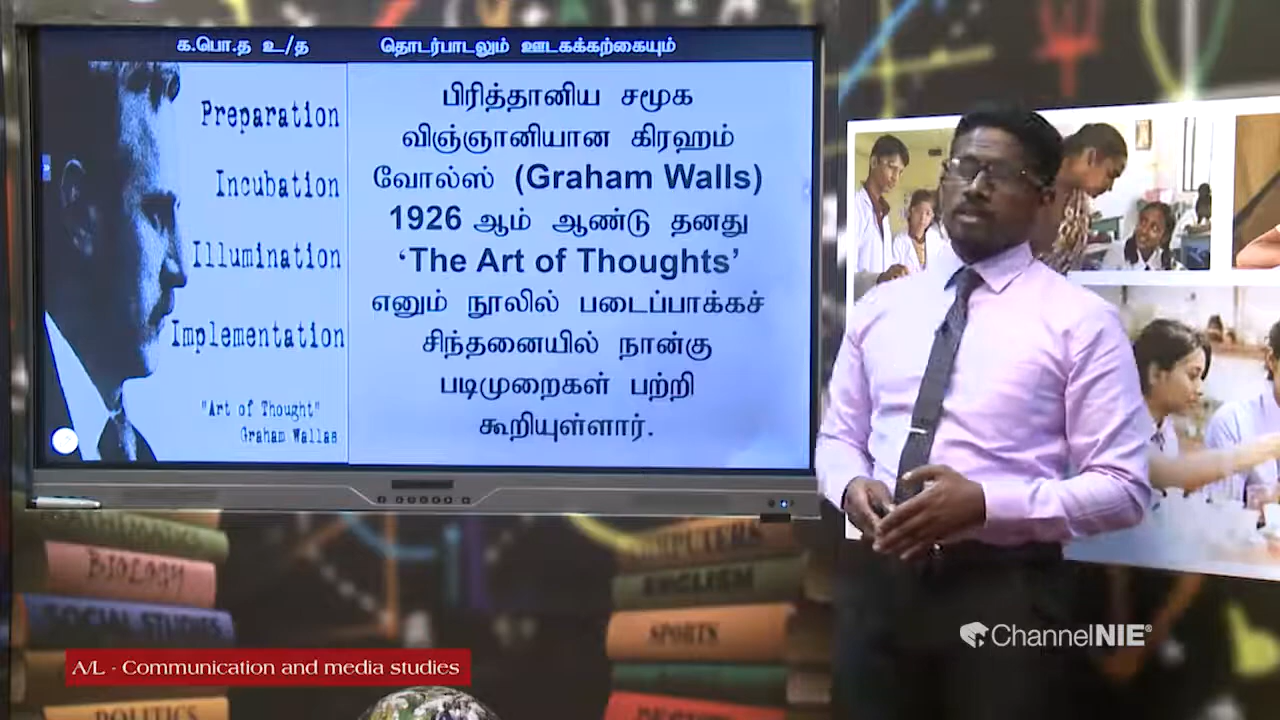 க.பொ.த உ/த
தொடர்பாடலும் ஊடகக்கற்கையும்
Preparation
Incubation
Illumination
Implementation
"Art of Thought"
Graham Wallas
பிரித்தானிய சமூக
விஞ்ஞானியான கிரஹம்
வோல்ஸ் (Graham Walls)
1926 ஆம் ஆண்டு தனது
‘The Art of Thoughts’
எனும் நூலில் படைப்பாக்கச்
சிந்தனையில் நான்கு
படிமுறைகள் பற்றி
கூறியுள்ளார்.
MATHEMATICS
BIOLOGY
SOCIAL STUDIES
POLITICS
COMPUTERS
ENGLISH
SPORTS
A/L - Communication and media studies
ChannelNIE®